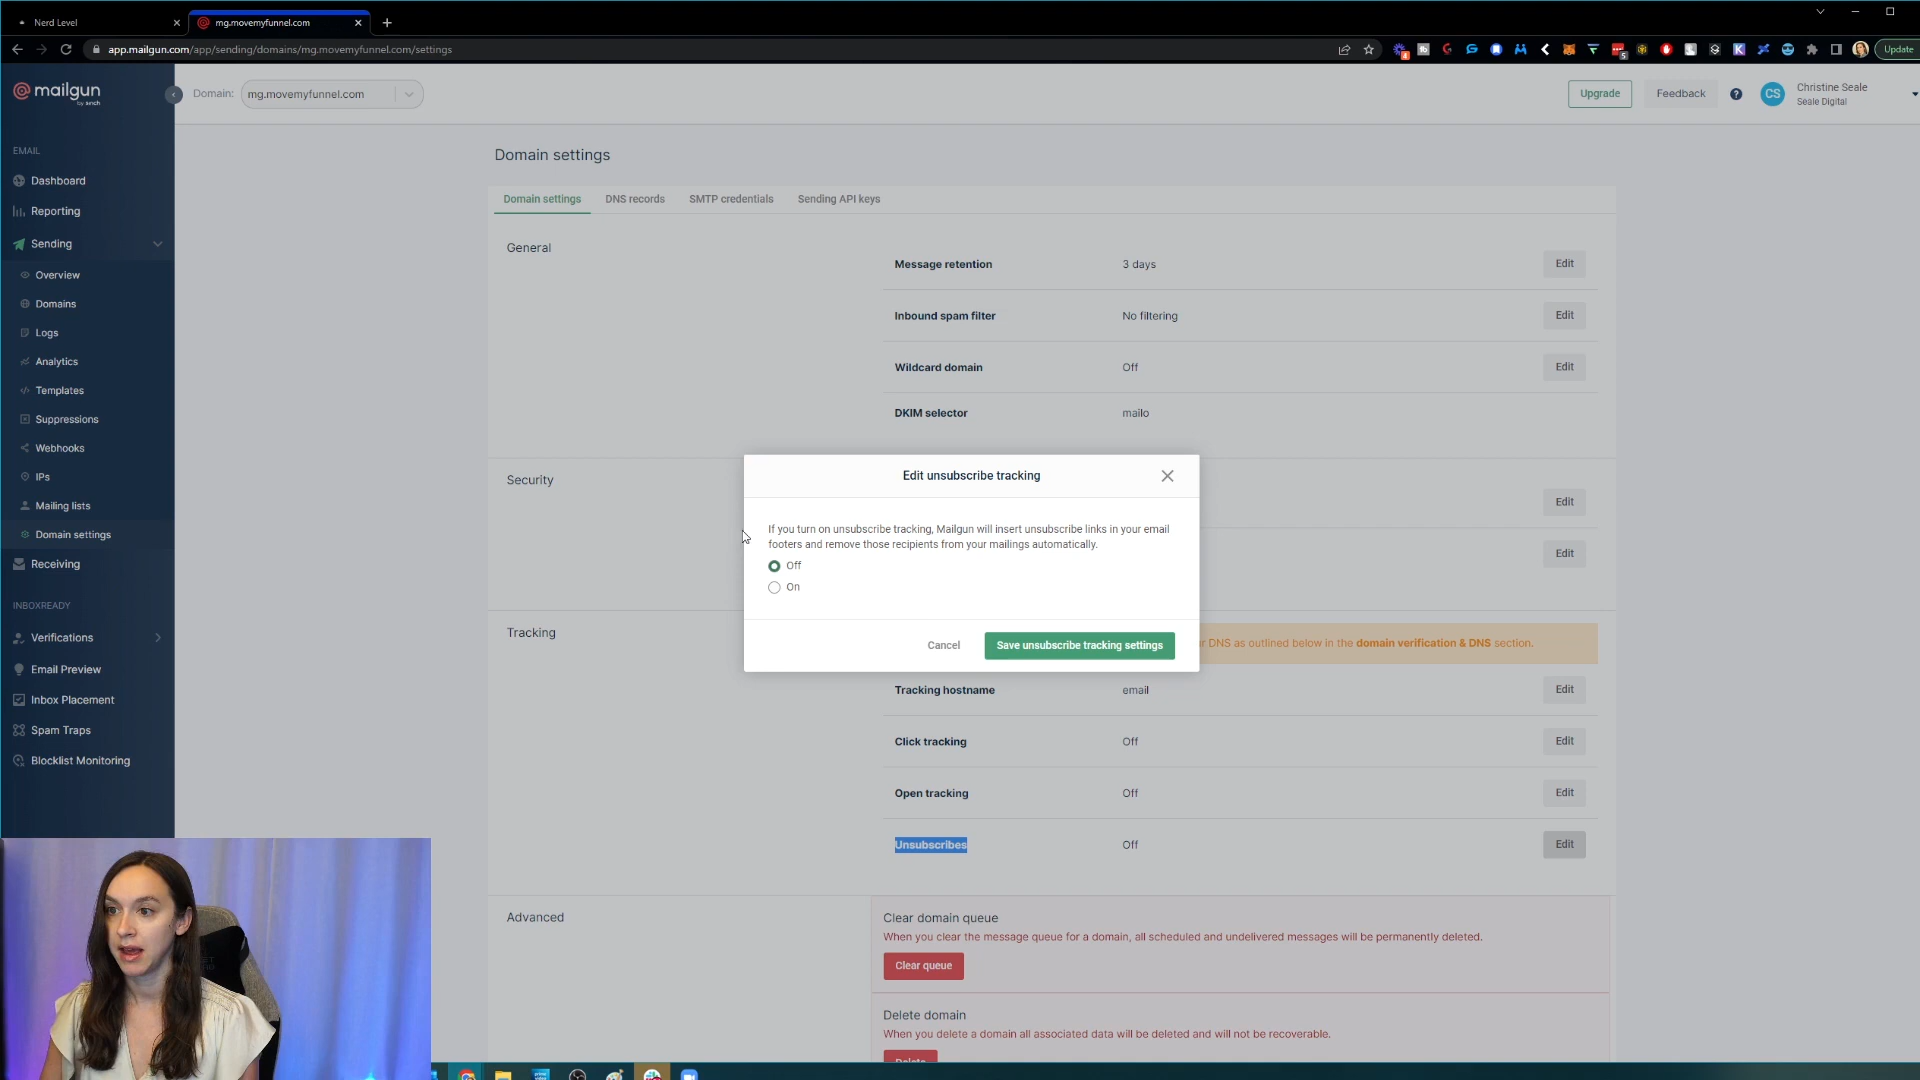 Nerd Level
mg.movemyfunnel.com
app.mailgun.com/app/sending/domains/mg.movemyfunnel.com/settings
Update
mailgun
by sinch
Domain:
mg.movemyfunnel.com
Upgrade
Feedback
CS
Christine Seale
Seale Digital
EMAIL
Dashboard
Reporting
Sending
Overview
Domains
Logs
Analytics
Templates
Suppressions
Webhooks
IPs
Mailing lists
Domain settings
Receiving
INBOXREADY
Verifications
Email Preview
Inbox Placement
Spam Traps
Blocklist Monitoring
Domain settings
Domain settings
DNS records
SMTP credentials
Sending API keys
General
Message retention
3 days
Edit
Inbound spam filter
No filtering
Edit
Wildcard domain
Off
Edit
DKIM selector
mailo
Security
Edit
Edit
Edit unsubscribe tracking
If you turn on unsubscribe tracking, Mailgun will insert unsubscribe links in your email
footers and remove those recipients from your mailings automatically.
Off
On
Cancel
Save unsubscribe tracking settings
Tracking
DNS as outlined below in the domain verification & DNS section.
Tracking hostname
email
Edit
Click tracking
Off
Edit
Open tracking
Off
Edit
Unsubscribes
Off
Edit
Advanced
Clear domain queue
When you clear the message queue for a domain, all scheduled and undelivered messages will be permanently deleted.
Clear queue
Delete domain
When you delete a domain all associated data will be deleted and will not be recoverable.
Delete